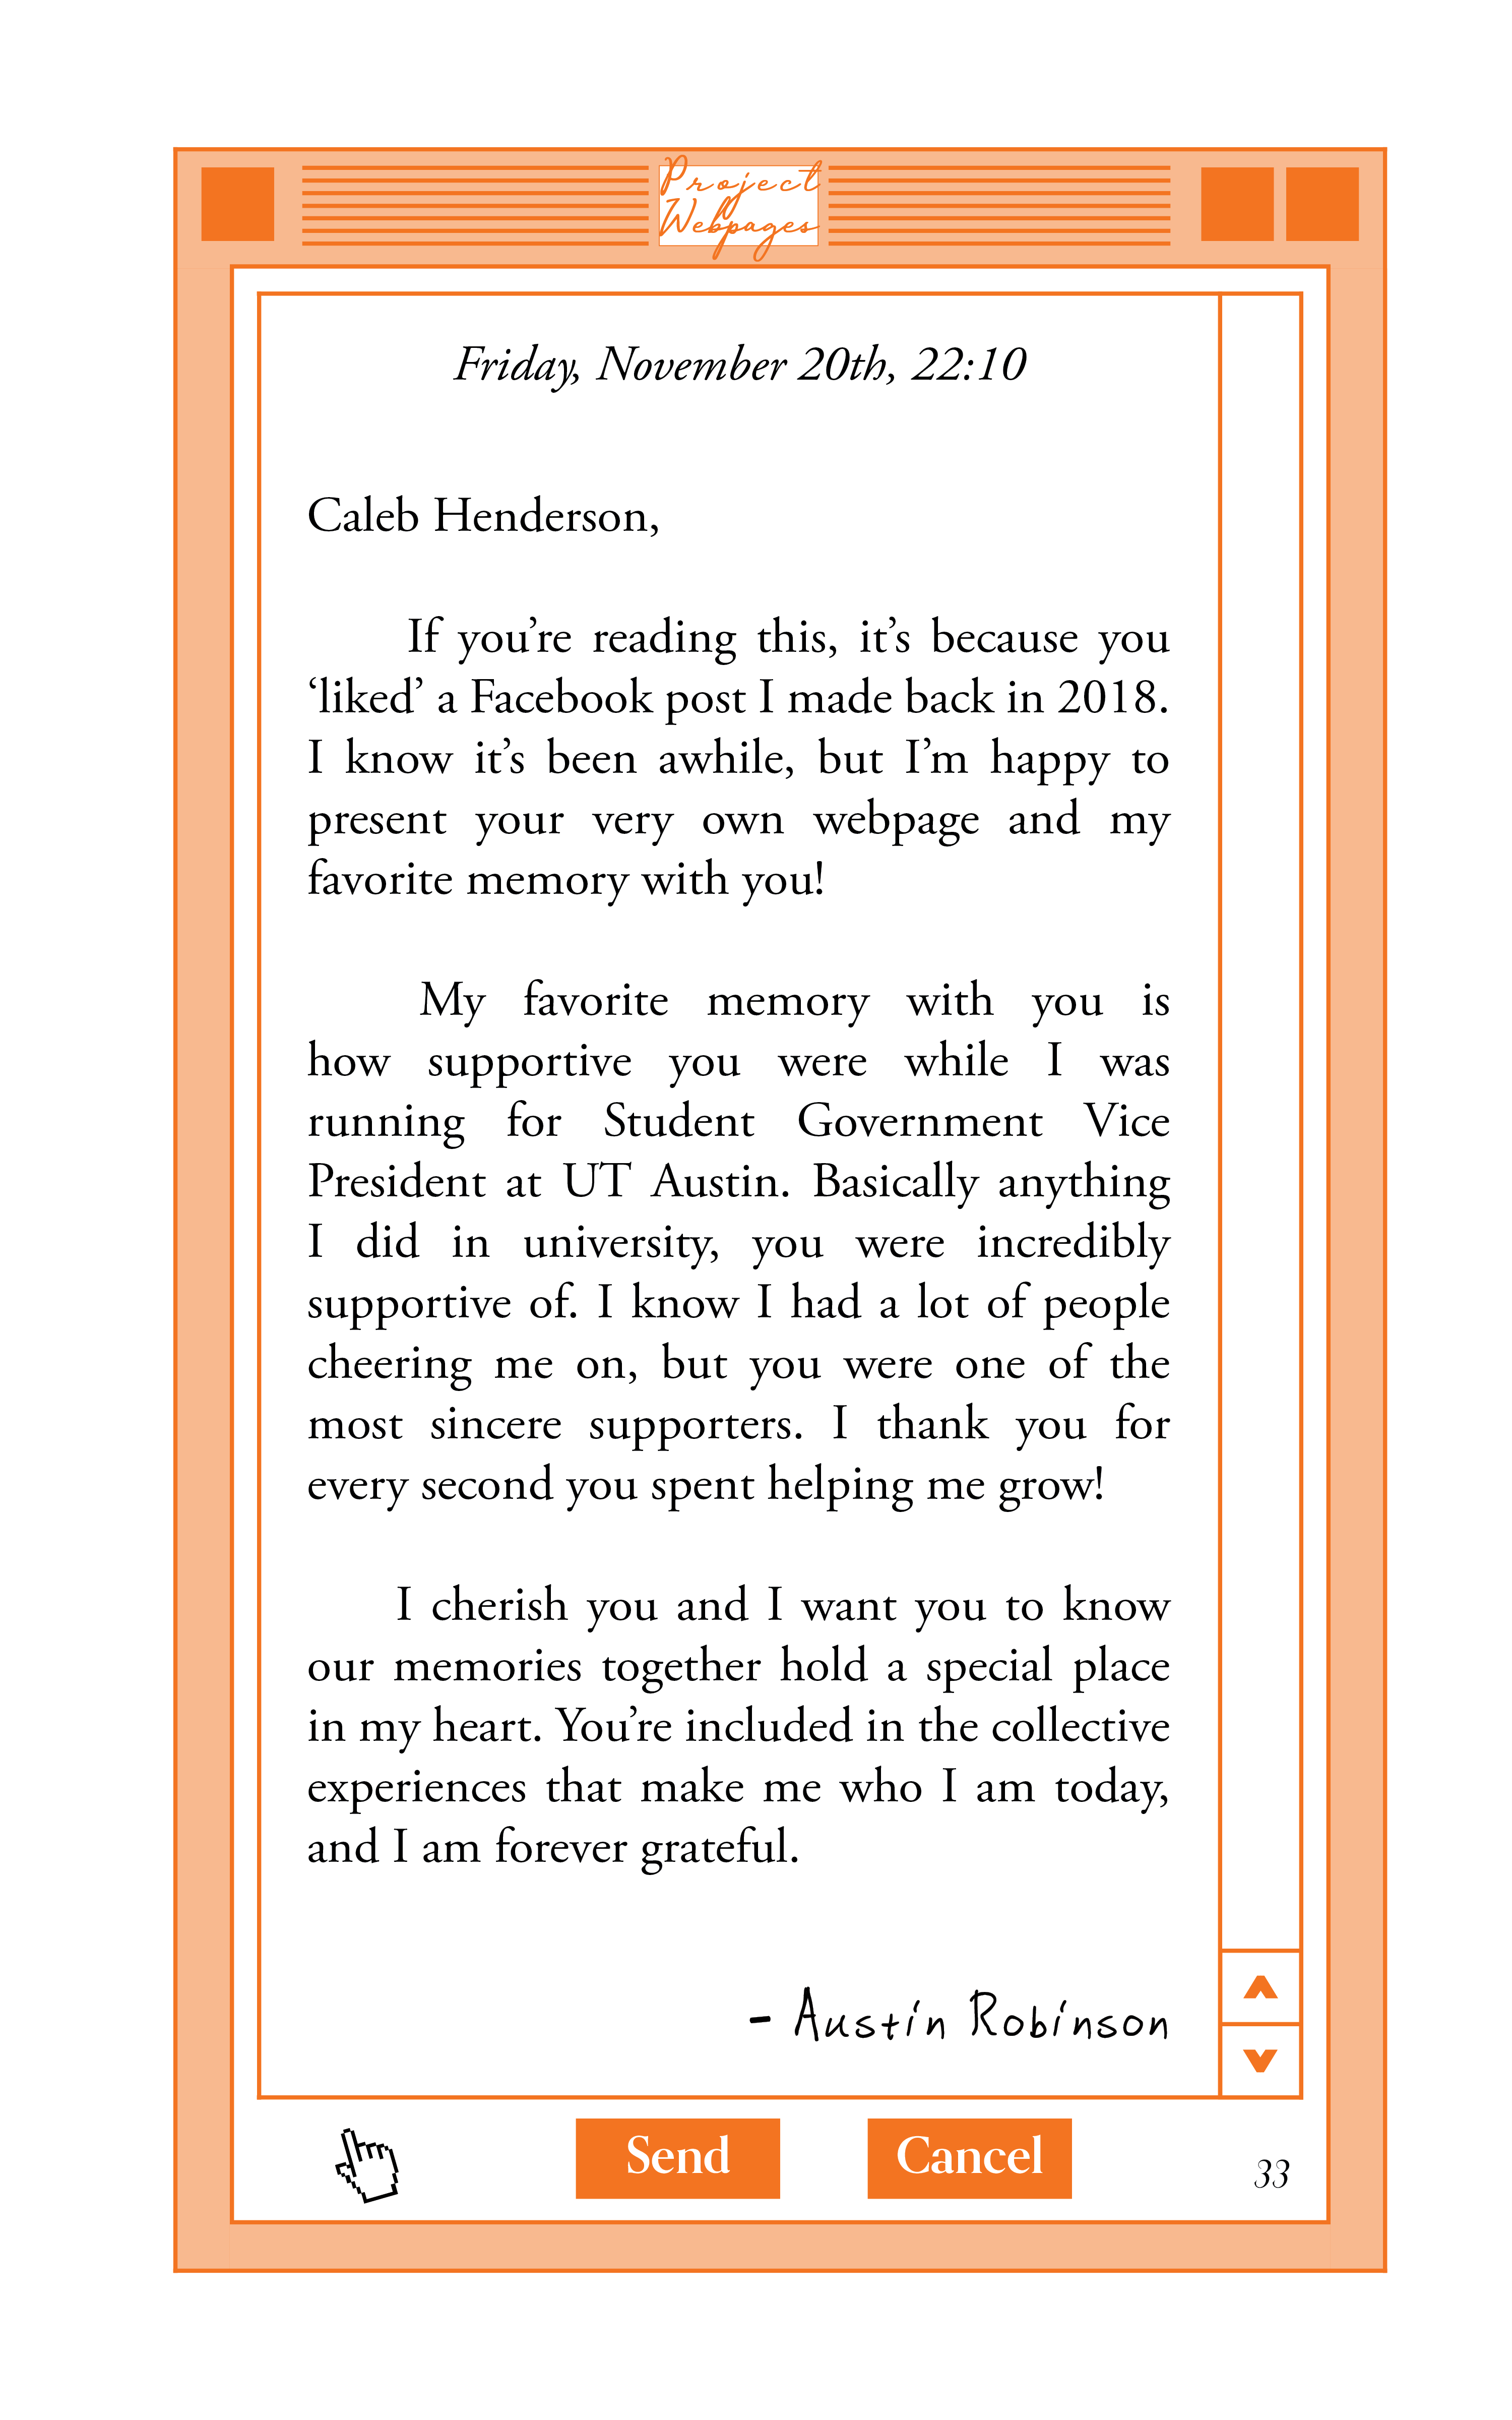 Project
Webpages
Friday, November 20th, 22:10
Caleb Henderson,
If you’re reading this, it’s because you
‘liked’ a Facebook post I made back in 2018.
I know it’s been awhile, but I’m happy to
present your very own webpage and my
favorite memory with you!
My favorite memory with you is
how supportive you were while I was
running for Student Government Vice
President at UT Austin. Basically anything
I did in university, you were incredibly
supportive of. I know I had a lot of people
cheering me on, but you were one of the
most sincere supporters. I thank you for
every second you spent helping me grow!
I cherish you and I want you to know
our memories together hold a special place
in my heart. You’re included in the collective
experiences that make me who I am today,
and I am forever grateful.
- Austin Robinson
Send Cancel 33